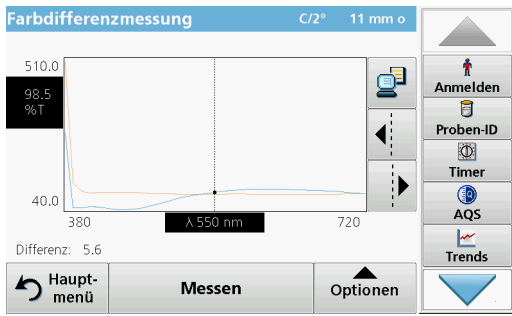 Farbdifferenzmessung C/2° 11 mm o
510.0
98.5
%T
40.0
380 λ 550 nm 720
Differenz: 5.6
Haupt-
menü
Messen
Optionen
Anmelden
Proben-ID
Timer
AQS
Trends